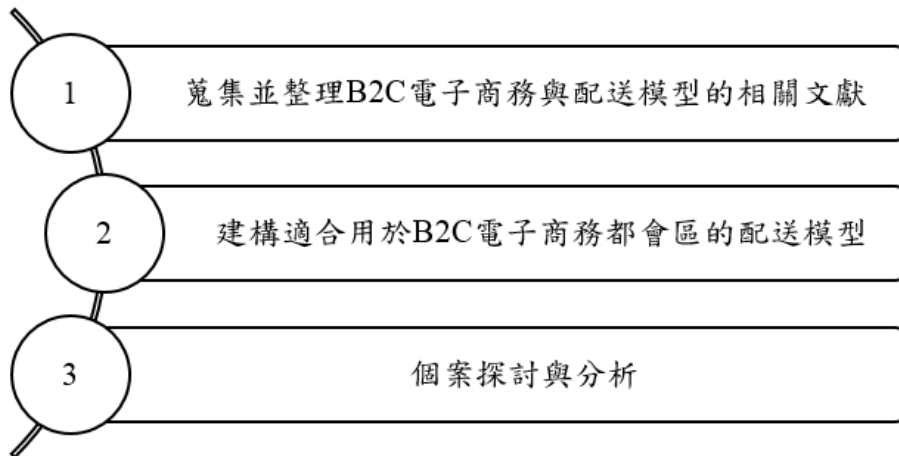 1
蒐集並整理B2C電子商務與配送模型的相關文獻
2
建構適合用於B2C電子商務都會區的配送模型
3
個案探討與分析